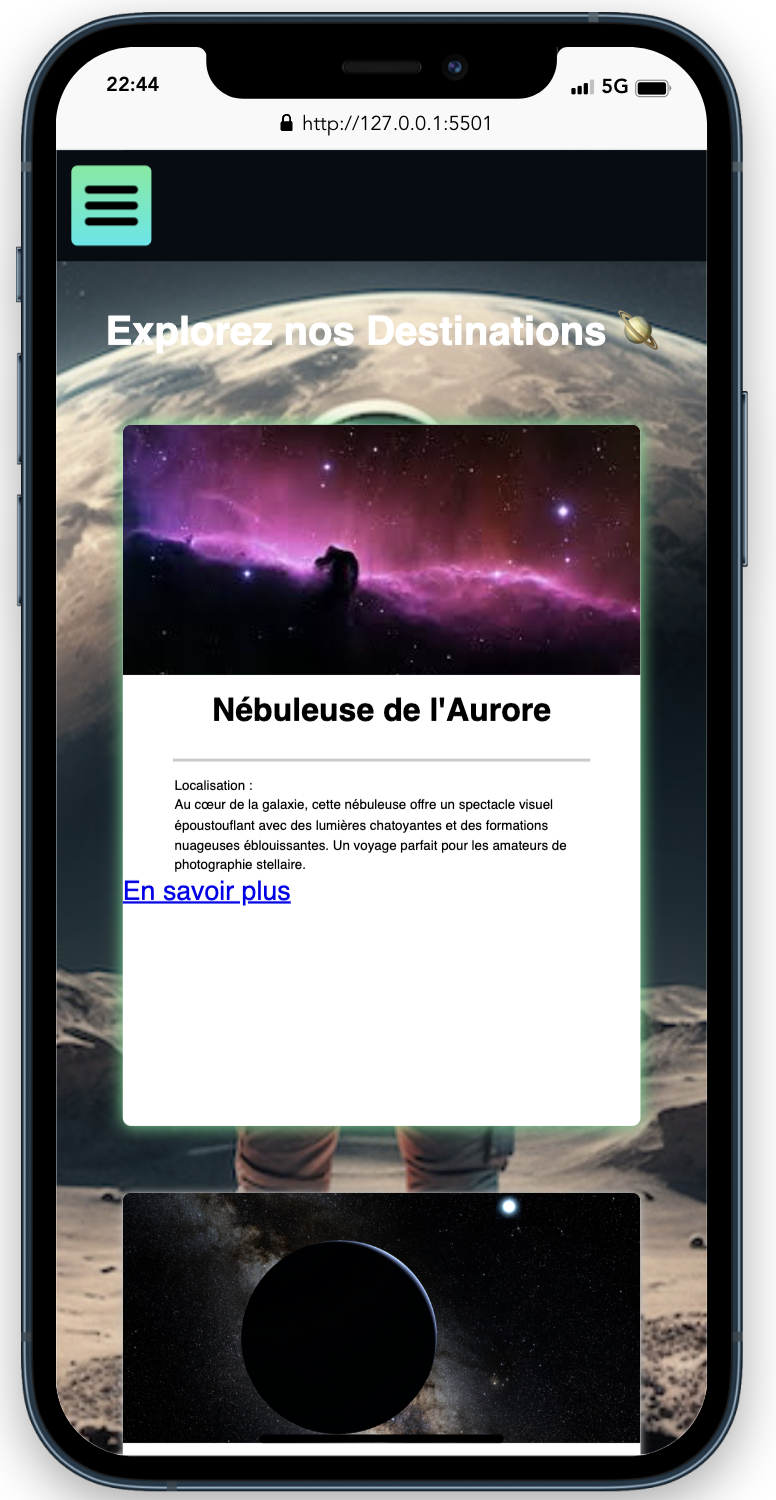 22:44
5G
http://127.0.0.1:5501
Explorez nos Destinations 🪐
Nébuleuse de l'Aurore
Localisation :
Au cœur de la galaxie, cette nébuleuse offre un spectacle visuel
époustouflant avec des lumières chatoyantes et des formations
nuageuses éblouissantes. Un voyage parfait pour les amateurs de
photographie stellaire.
En savoir plus